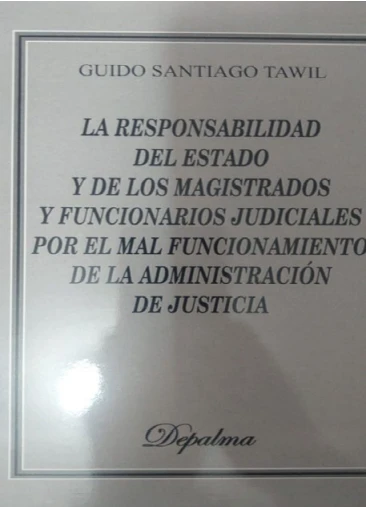 GUIDO SANTIAGO TAWIL
LA RESPONSABILIDAD
DEL ESTADO
Y DE LOS MAGISTRADOS
Y FUNCIONARIOS JUDICIALES
POR EL MAL FUNCIONAMIENTO
DE LA ADMINISTRACIÓN
DE JUSTICIA
Depalma